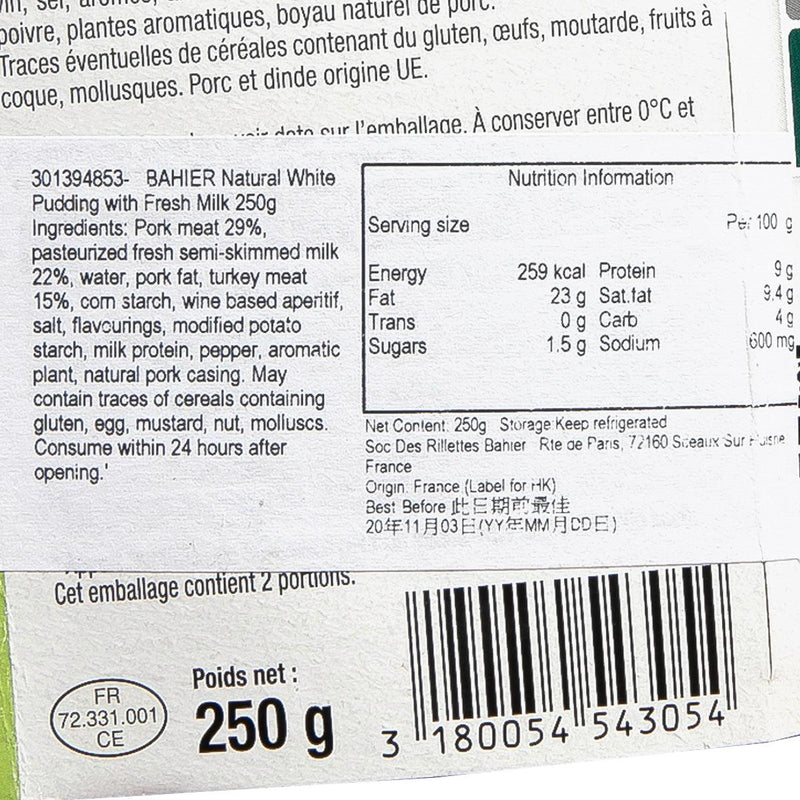 poivre, plantes aromatiques, boyau naturel de porc.
Traces éventuelles de céréales contenant du gluten, œufs, moutarde, fruits à
coque, mollusques. Porc et dinde origine UE.
voir date sur l'emballage. À conserver entre 0°C et
301394853- BAHIER Natural White
Pudding with Fresh Milk 250g
Ingredients: Pork meat 29%,
pasteurized fresh semi-skimmed milk
22%, water, pork fat, turkey meat
15%, corn starch, wine based aperitif,
salt, flavourings, modified potato
starch, milk protein, pepper, aromatic
plant, natural pork casing. May
contain traces of cereals containing
gluten, egg, mustard, nut, molluscs.
Consume within 24 hours after
opening.'
Nutrition Information
Serving size Per 100 g
Energy 259 kcal Protein 9 g
Fat 23 g Sat.fat 9.4 g
Trans 0 g Carb 4 g
Sugars 1.5 g Sodium 600 mg
Net Content: 250g Storage:Keep refrigerated
Soc Des Rillettes Bahier Rte de Paris, 72160 Sceaux Sur Huisne
France
Origin: France (Label for HK)
Best Before 此日期前最佳
20年11月03日(YY年MM月DD日)
Cet emballage contient 2 portions.
Poids net :
250 g
FR
72.331.001
CE
3 180054 543054